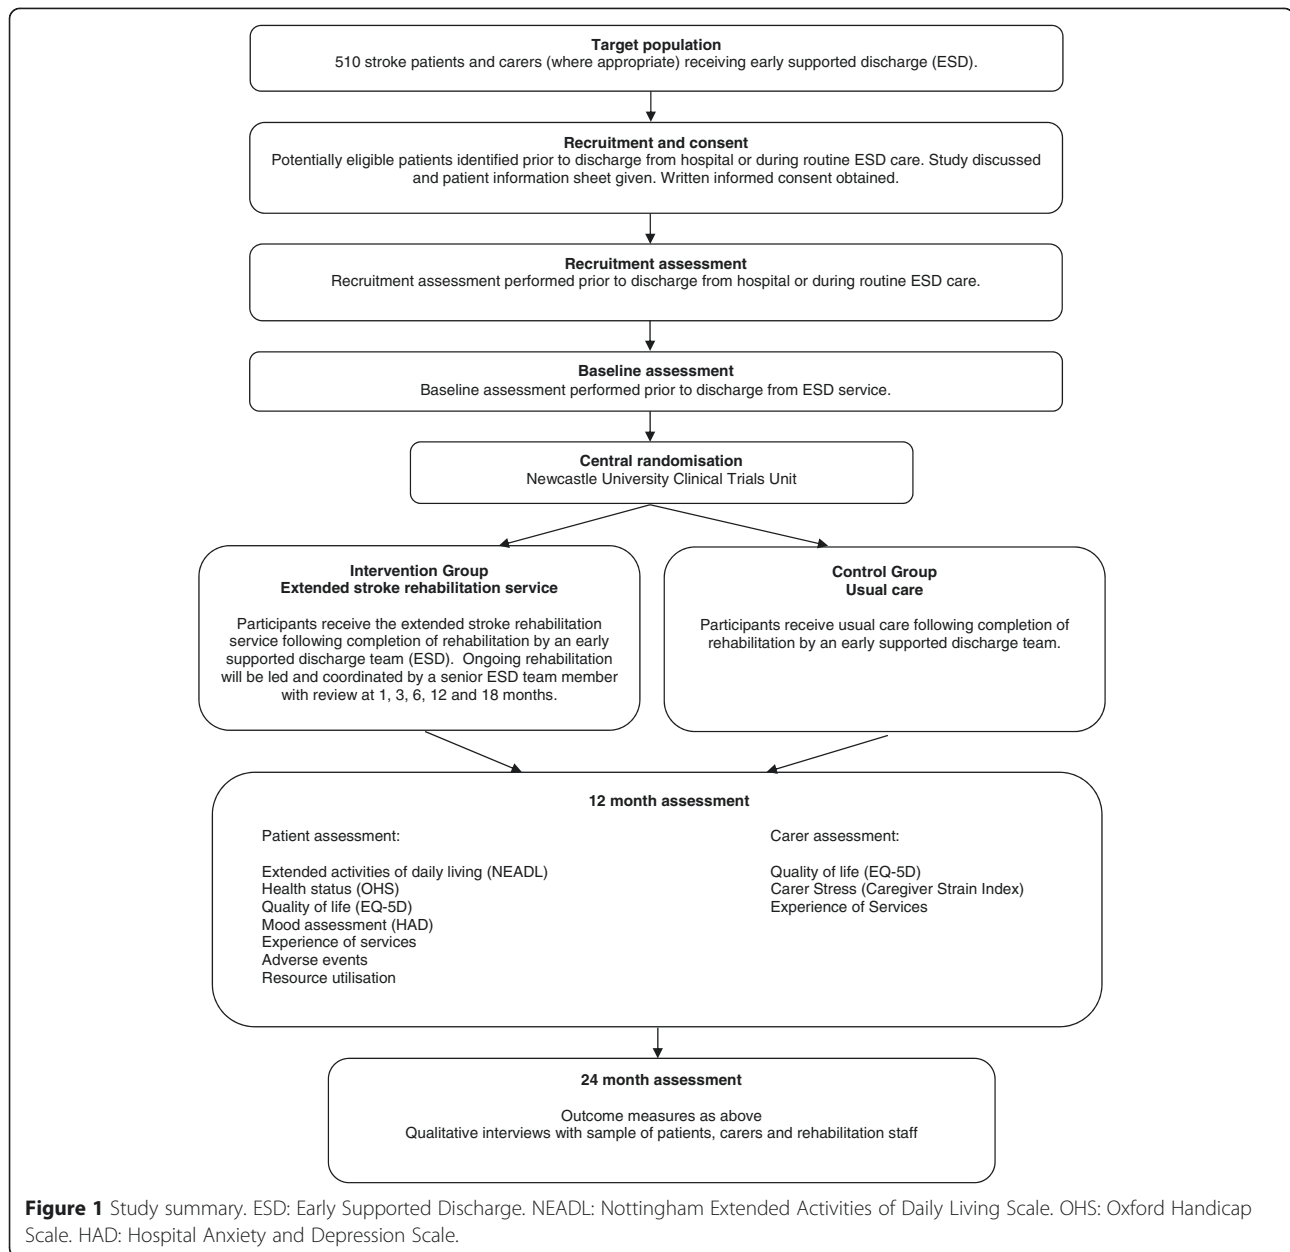 Target population
510 stroke patients and carers (where appropriate) receiving early supported discharge (ESD).
Recruitment and consent
Potentially eligible patients identified prior to discharge from hospital or during routine ESD care. Study discussed
and patient information sheet given. Written informed consent obtained.
Recruitment assessment
Recruitment assessment performed prior to discharge from hospital or during routine ESD care.
Baseline assessment
Baseline assessment performed prior to discharge from ESD service.
Central randomisation
Newcastle University Clinical Trials Unit
Intervention Group
Extended stroke rehabilitation service
Participants receive the extended stroke rehabilitation
service following completion of rehabilitation by an early
supported discharge team (ESD). Ongoing rehabilitation
will be led and coordinated by a senior ESD team member
with review at 1, 3, 6, 12 and 18 months.
Control Group
Usual care
Participants receive usual care following completion of
rehabilitation by an early supported discharge team.
12 month assessment
Patient assessment:
Extended activities of daily living (NEADL)
Health status (OHS)
Quality of life (EQ-5D)
Mood assessment (HAD)
Experience of services
Adverse events
Resource utilisation
Carer assessment:
Quality of life (EQ-5D)
Carer Stress (Caregiver Strain Index)
Experience of Services
24 month assessment
Outcome measures as above
Qualitative interviews with sample of patients, carers and rehabilitation staff
Figure 1 Study summary. ESD: Early Supported Discharge. NEADL: Nottingham Extended Activities of Daily Living Scale. OHS: Oxford Handicap
Scale. HAD: Hospital Anxiety and Depression Scale.